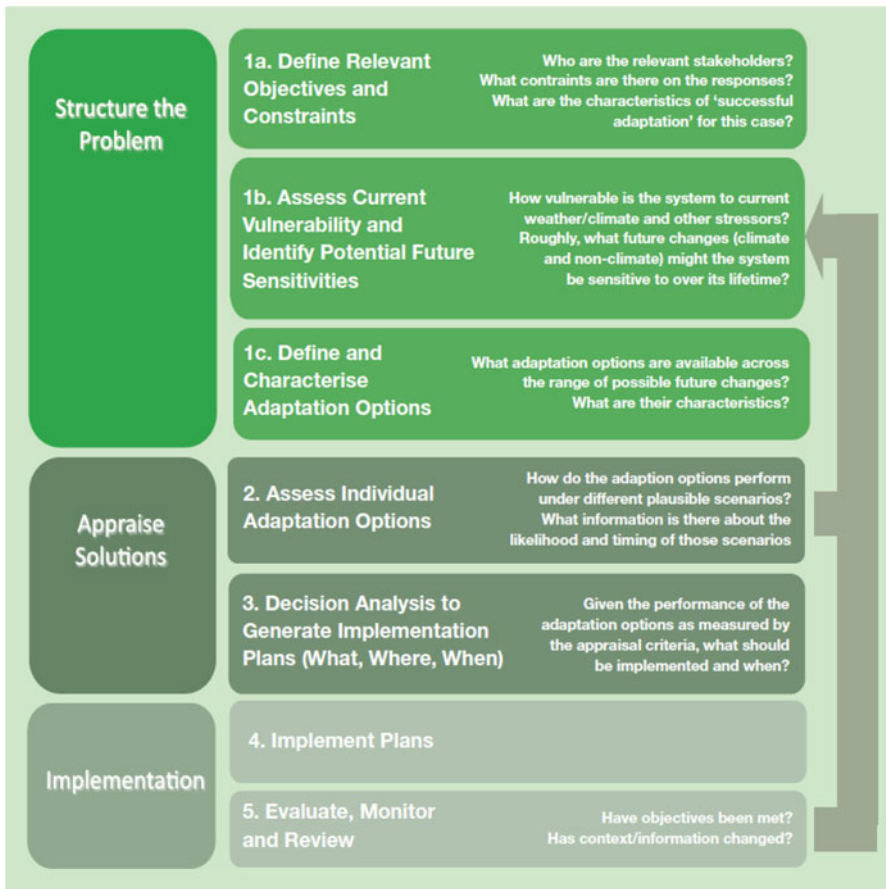 Structure the
Problem
1a. Define Relevant
Objectives and
Constraints
Who are the relevant stakeholders?
What contraints are there on the responses?
What are the characteristics of ‘successful
adaptation’ for this case?
1b. Assess Current
Vulnerability and
Identify Potential Future
Sensitivities
How vulnerable is the system to current
weather/climate and other stressors?
Roughly, what future changes (climate
and non-climate) might the system
be sensitive to over its lifetime?
1c. Define and
Characterise
Adaptation Options
What adaptation options are available across
the range of possible future changes?
What are their characteristics?
Appraise
Solutions
2. Assess Individual
Adaptation Options
How do the adaption options perform
under different plausible scenarios?
What information is there about the
likelihood and timing of those scenarios
3. Decision Analysis to
Generate Implementation
Plans (What, Where, When)
Given the performance of the
adaptation options as measured by
the appraisal criteria, what should
be implemented and when?
Implementation
4. Implement Plans
5. Evaluate, Monitor
and Review
Have objectives been met?
Has context/information changed?